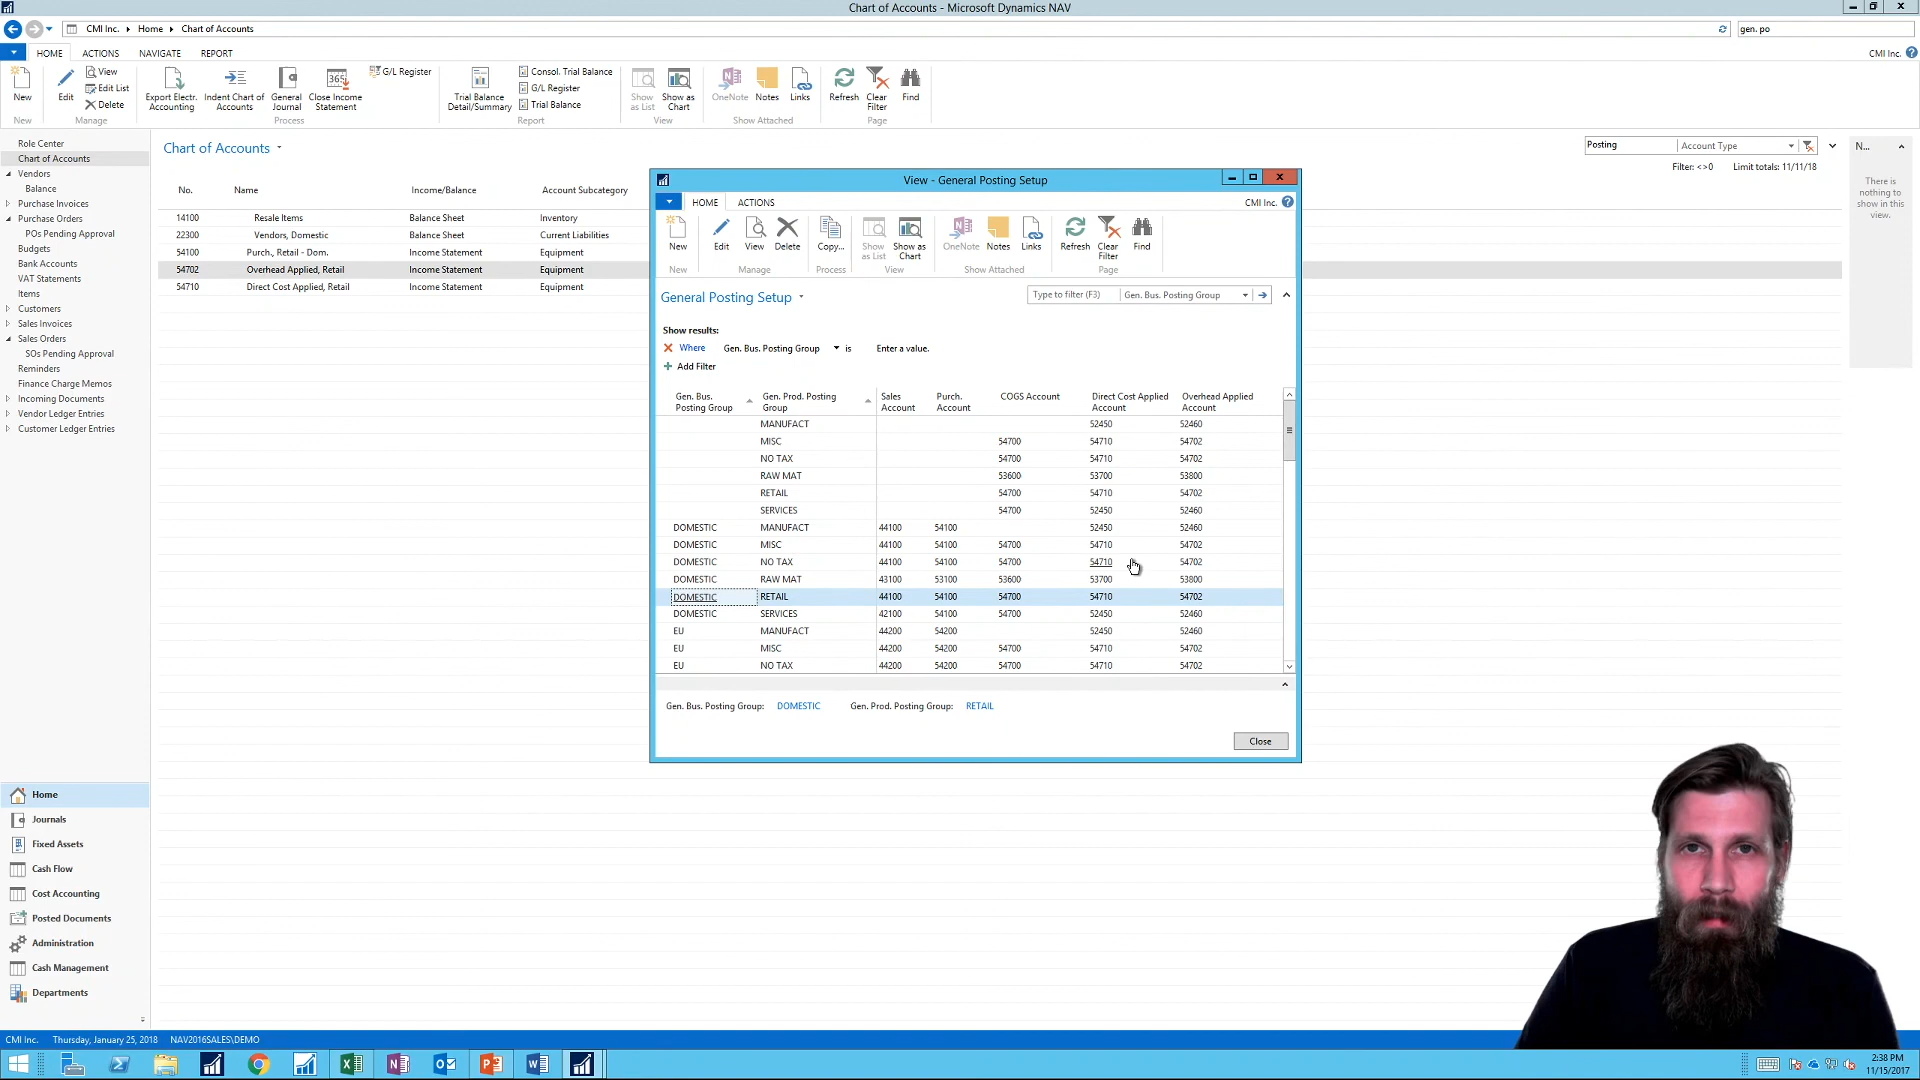 Chart of Accounts - Microsoft Dynamics NAV
CMI Inc. Home Chart of Accounts
gen. po
HOME ACTIONS NAVIGATE REPORT
CMI Inc.
New
Edit
View
Edit List
Delete
Export Electr. Accounting
Indent Chart of Accounts
General Journal
365
Close Income Statement
G/L Register
Trial Balance Detail/Summary
Consol. Trial Balance
G/L Register
Trial Balance
Show as List
Show as Chart
OneNote
Notes
Links
Refresh
Clear Filter
Find
New Manage Process Report View Show Attached Page
Role Center
Chart of Accounts
Vendors
Balance
Purchase Invoices
Purchase Orders
POs Pending Approval
Budgets
Bank Accounts
VAT Statements
Items
Customers
Sales Invoices
Sales Orders
SOs Pending Approval
Reminders
Finance Charge Memos
Incoming Documents
Vendor Ledger Entries
Customer Ledger Entries
Home
Journals
Fixed Assets
Cash Flow
Cost Accounting
Posted Documents
Administration
Cash Management
Departments
Chart of Accounts
Posting Account Type
Filter: <>0 Limit totals: 11/11/18
No. Name Income/Balance Account Subcategory
14100 Resale Items Balance Sheet Inventory
22300 Vendors, Domestic Balance Sheet Current Liabilities
54100 Purch., Retail - Dom. Income Statement Equipment
54702 Overhead Applied, Retail Income Statement Equipment
54710 Direct Cost Applied, Retail Income Statement Equipment
N...
There is
nothing to
show in this
view.
View - General Posting Setup
HOME ACTIONS
CMI Inc.
New
Edit
View
Delete
Copy...
Show as List
Show as Chart
OneNote
Notes
Links
Refresh
Clear Filter
Find
New Manage Process View Show Attached Page
General Posting Setup
Type to filter (F3) Gen. Bus. Posting Group
Show results:
Where Gen. Bus. Posting Group is Enter a value.
Add Filter
Gen. Bus. Posting Group Gen. Prod. Posting Group Sales Account Purch. Account COGS Account Direct Cost Applied Account Overhead Applied Account
MANUFACT 52450 52460
MISC 54700 54710 54702
NO TAX 54700 54710 54702
RAW MAT 53600 53700 53800
RETAIL 54700 54710 54702
SERVICES 54700 52450 52460
DOMESTIC MANUFACT 44100 54100 52450 52460
DOMESTIC MISC 44100 54100 54700 54710 54702
DOMESTIC NO TAX 44100 54100 54700 54710 54702
DOMESTIC RAW MAT 43100 53100 53600 53700 53800
DOMESTIC RETAIL 44100 54100 54700 54710 54702
DOMESTIC SERVICES 42100 54100 54700 52450 52460
EU MANUFACT 44200 54200 52450 52460
EU MISC 44200 54200 54700 54710 54702
EU NO TAX 44200 54200 54700 54710 54702
Gen. Bus. Posting Group: DOMESTIC Gen. Prod. Posting Group: RETAIL
Close
CMI Inc. Thursday, January 25, 2018 NAV2016SALES\DEMO
2:38 PM
11/15/2017